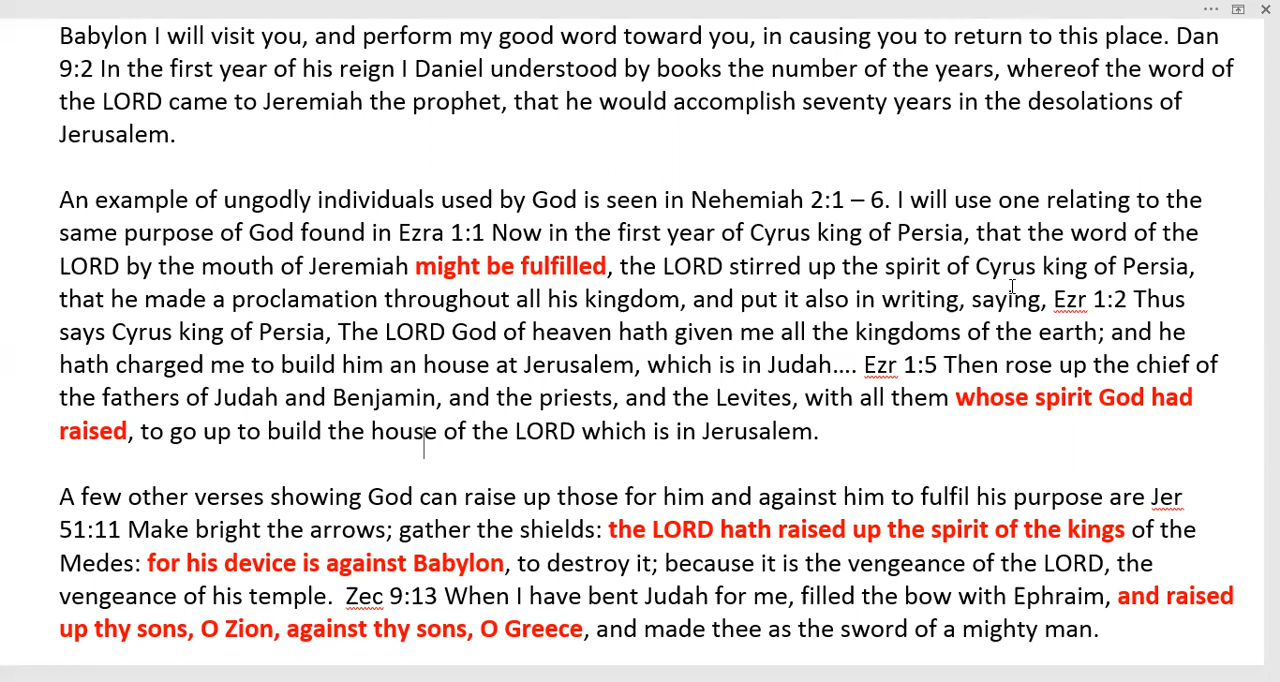 Babylon I will visit you, and perform my good word toward you, in causing you to return to this place. Dan
9:2 In the first year of his reign I Daniel understood by books the number of the years, whereof the word of
the LORD came to Jeremiah the prophet, that he would accomplish seventy years in the desolations of
Jerusalem.
An example of ungodly individuals used by God is seen in Nehemiah 2:1 – 6. I will use one relating to the
same purpose of God found in Ezra 1:1 Now in the first year of Cyrus king of Persia, that the word of the
LORD by the mouth of Jeremiah might be fulfilled, the LORD stirred up the spirit of Cyrus king of Persia,
that he made a proclamation throughout all his kingdom, and put it also in writing, saying, Ezr 1:2 Thus
says Cyrus king of Persia, The LORD God of heaven hath given me all the kingdoms of the earth; and he
hath charged me to build him an house at Jerusalem, which is in Judah.... Ezr 1:5 Then rose up the chief of
the fathers of Judah and Benjamin, and the priests, and the Levites, with all them whose spirit God had
raised, to go up to build the house of the LORD which is in Jerusalem.
A few other verses showing God can raise up those for him and against him to fulfil his purpose are Jer
51:11 Make bright the arrows; gather the shields: the LORD hath raised up the spirit of the kings of the
Medes: for his device is against Babylon, to destroy it; because it is the vengeance of the LORD, the
vengeance of his temple. Zec 9:13 When I have bent Judah for me, filled the bow with Ephraim, and raised
up thy sons, O Zion, against thy sons, O Greece, and made thee as the sword of a mighty man.